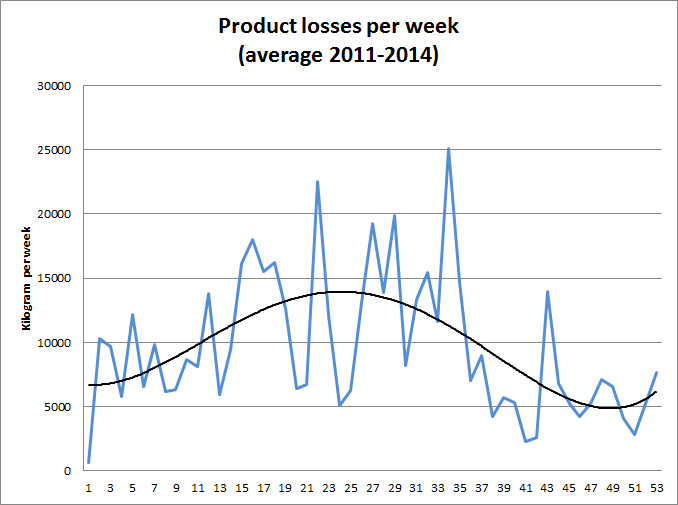 Product losses per week
(average 2011-2014)
30000
25000
20000
15000
10000
5000
0
Kilogram per week
1 3 5 7 9 11 13 15 17 19 21 23 25 27 29 31 33 35 37 39 41 43 45 47 49 51 53